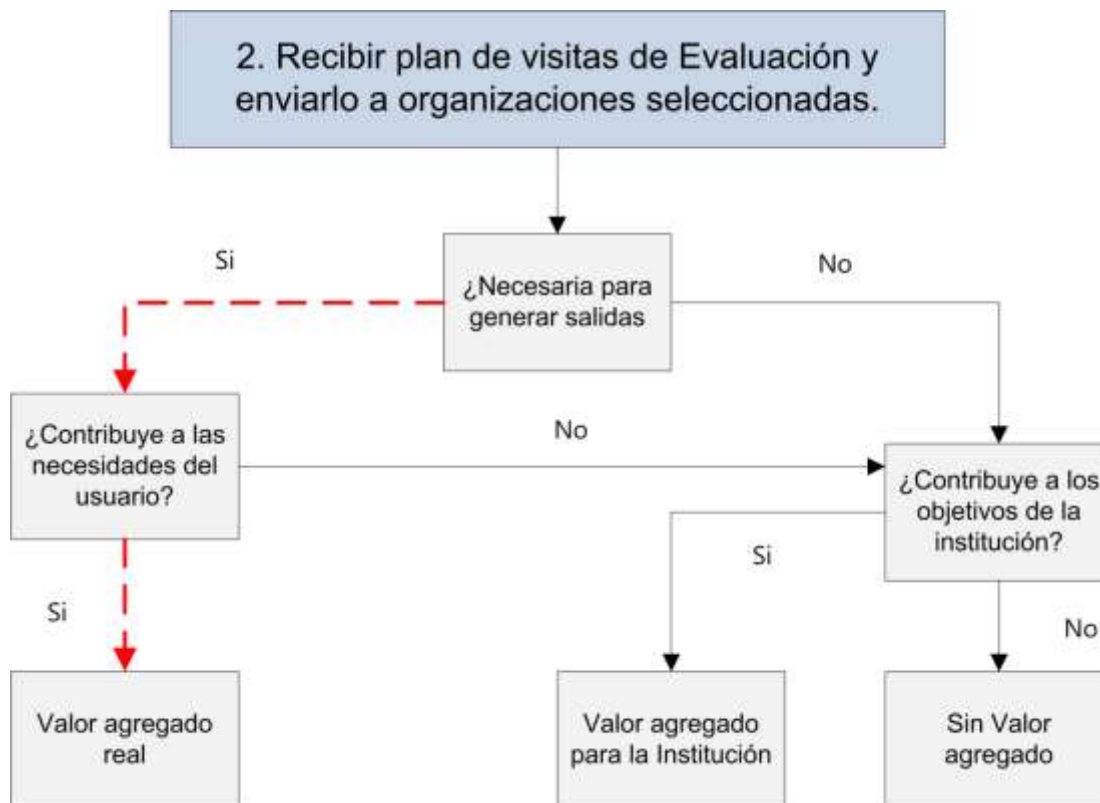 2. Recibir plan de visitas de Evaluación y
enviarlo a organizaciones seleccionadas.
Si
No
¿Necesaria para
generar salidas
¿Contribuye a las
necesidades del
usuario?
No
¿Contribuye a los
objetivos de la
institución?
Si
Si
No
Valor agregado
real
Valor agregado
para la Institución
Sin Valor
agregado